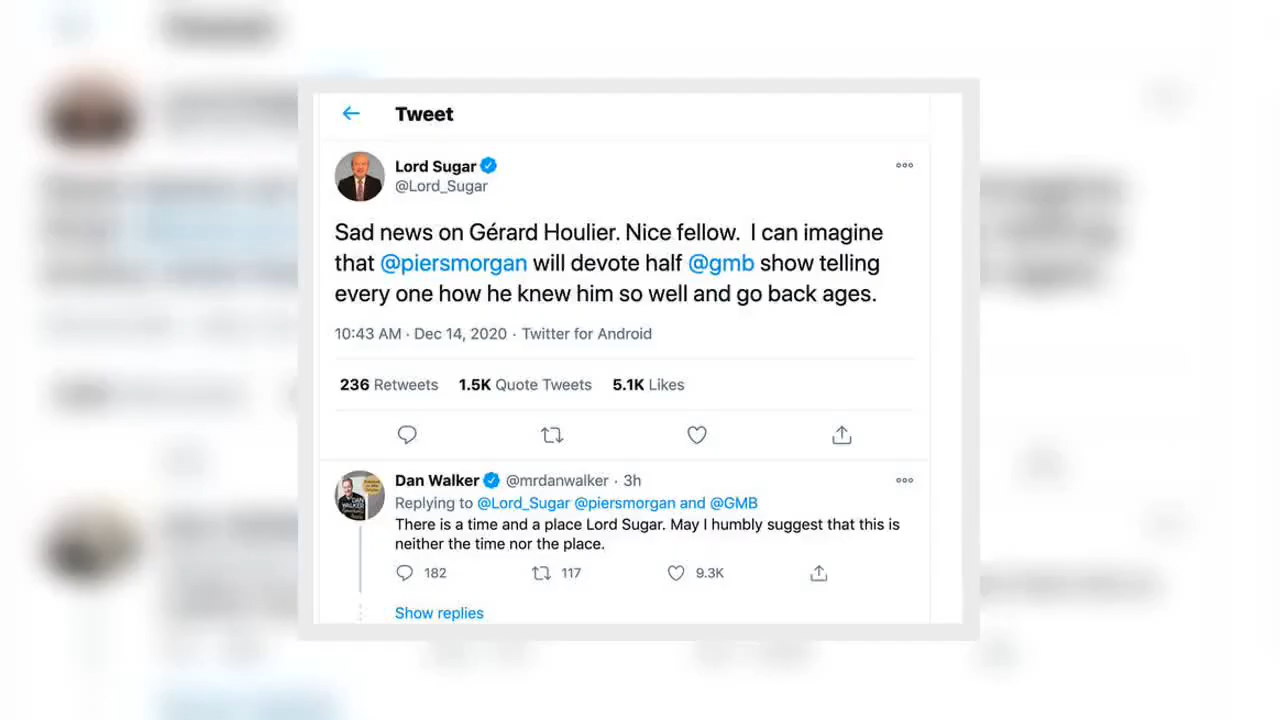 Tweet
Lord Sugar
@Lord_Sugar
Sad news on Gérard Houlier. Nice fellow.  I can imagine
that @piersmorgan will devote half @gmb show telling
every one how he knew him so well and go back ages.
10:43 AM · Dec 14, 2020 · Twitter for Android
236 Retweets 1.5K Quote Tweets 5.1K Likes
Dan Walker @mrdanwalker · 3h
Replying to @Lord_Sugar @piersmorgan and @GMB
There is a time and a place Lord Sugar. May I humbly suggest that this is
neither the time nor the place.
182 117 9.3K
Show replies